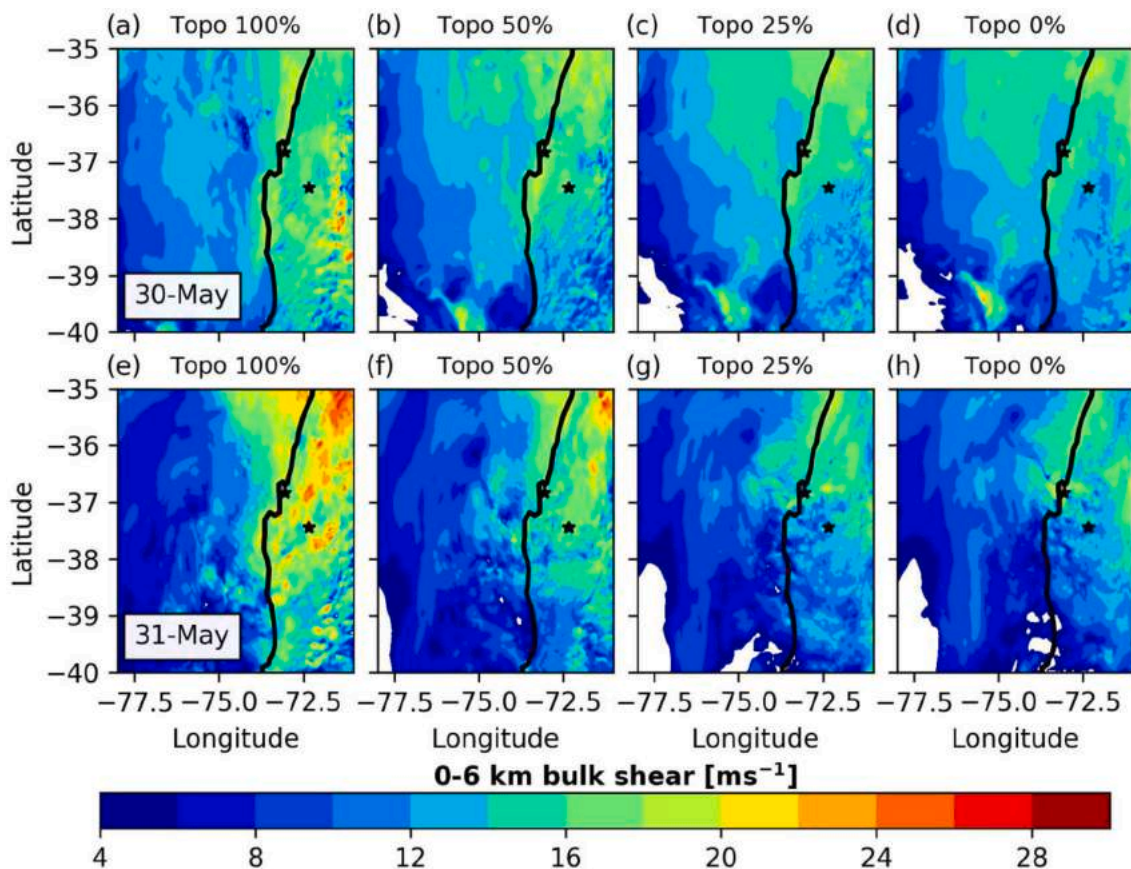 (a) Topo 100% (b) Topo 50% (c) Topo 25% (d) Topo 0%
−35
−36
−37
−38
−39
−40
Latitude
30-May
(e) Topo 100% (f) Topo 50% (g) Topo 25% (h) Topo 0%
−35
−36
−37
−38
−39
−40
Latitude
31-May
−77.5 −75.0 −72.5 −77.5 −75.0 −72.5 −77.5 −75.0 −72.5 −77.5 −75.0 −72.5
Longitude Longitude Longitude Longitude
0-6 km bulk shear [ms⁻¹]
4 8 12 16 20 24 28